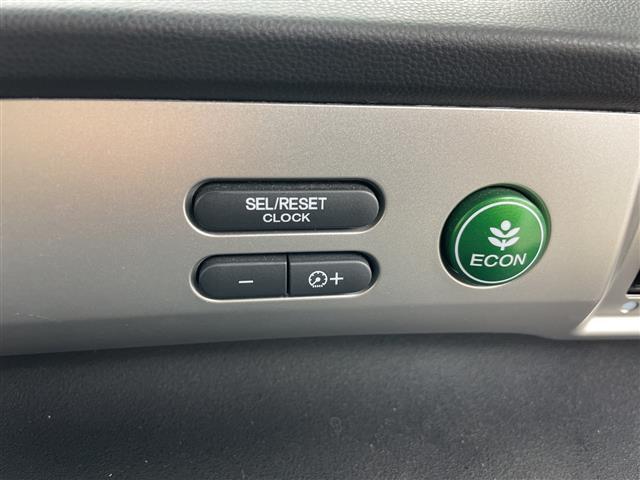 SEL/RESET
CLOCK
− +
ECON